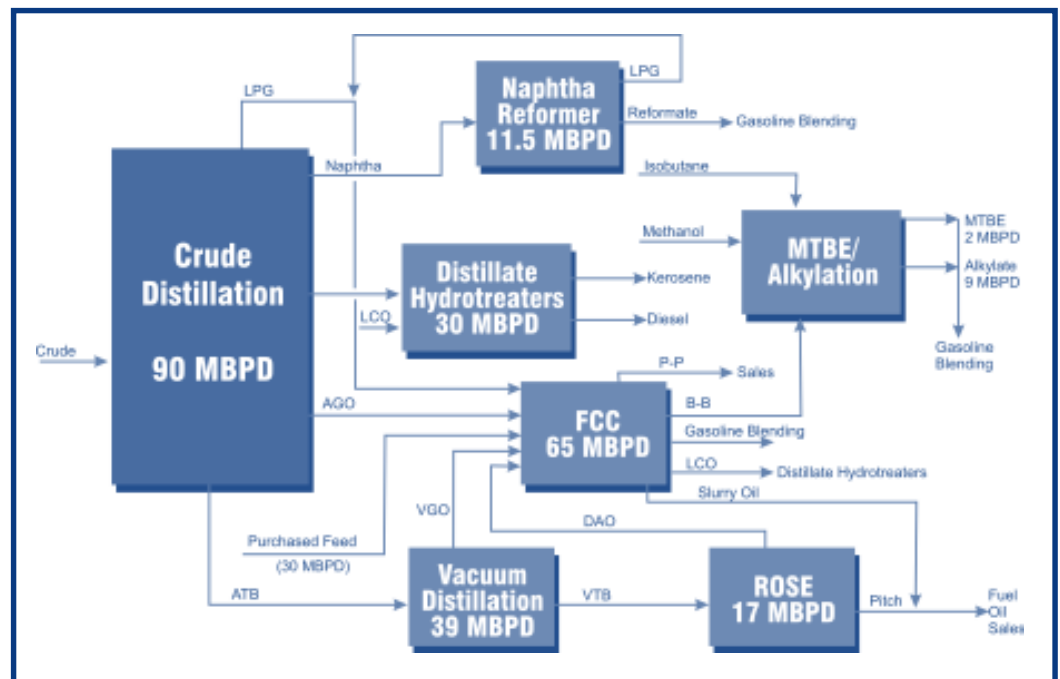 LPG
LPG
Naphtha
Reformer
11.5 MBPD
Reformate
Gasoline Blending
Naphtha
Isobutane
Crude
Distillation
90 MBPD
Crude
Methanol
MTBE/
Alkylation
MTBE
2 MBPD
Alkylate
9 MBPD
Gasoline
Blending
Distillate
Hydrotreaters
30 MBPD
LCO
Kerosene
Diesel
P-P
Sales
AGO
FCC
65 MBPD
B-B
Gasoline Blending
LCO
Distillate Hydrotreaters
Slurry Oil
VGO
DAO
Purchased Feed
(30 MBPD)
ATB
Vacuum
Distillation
39 MBPD
VTB
ROSE
17 MBPD
Pitch
Fuel
Oil
Sales